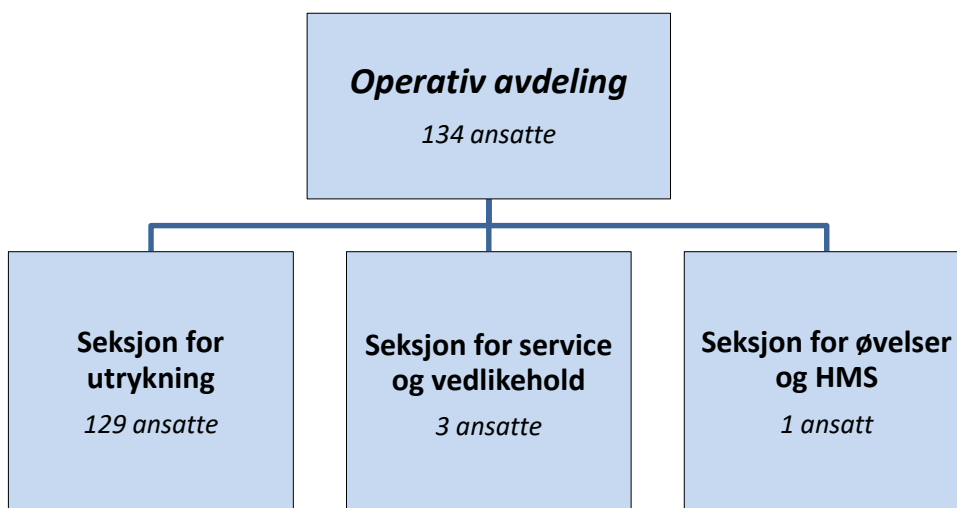 Operativ avdeling
134 ansatte
Seksjon for
utrykning
129 ansatte
Seksjon for service
og vedlikehold
3 ansatte
Seksjon for øvelser
og HMS
1 ansatt